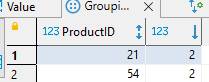 Value Groupi...
123 ProductID 123
1 21 2
2 54 2